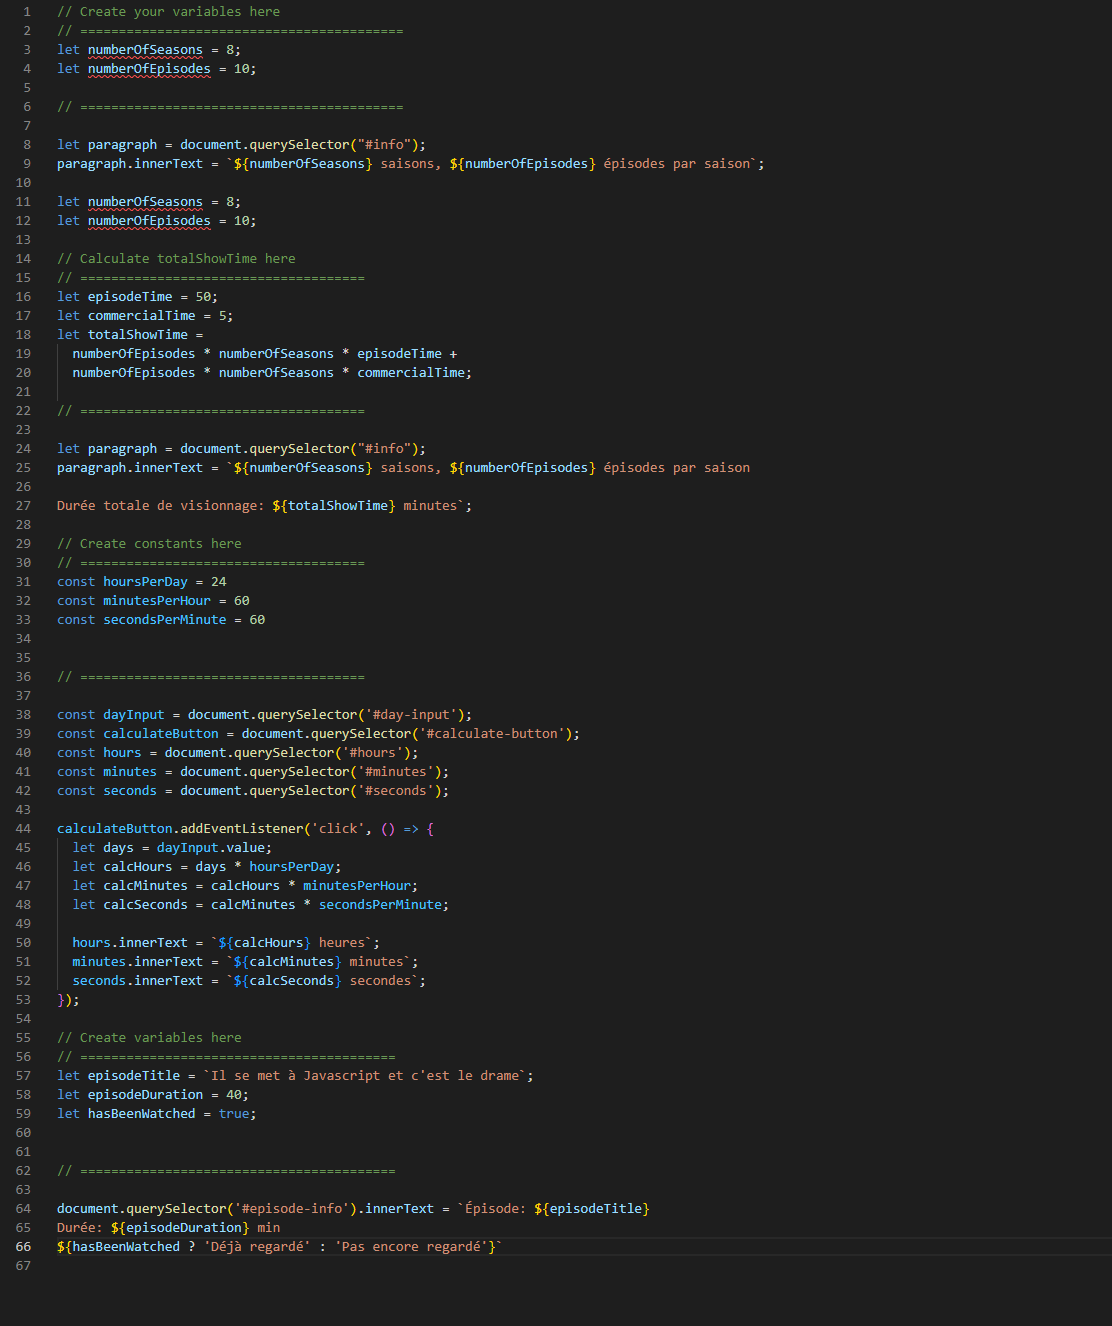 1 // Create your variables here
2 // ==========================================
3 let numberOfSeasons = 8;
4 let numberOfEpisodes = 10;
5
6 // ==========================================
7
8 let paragraph = document.querySelector("#info");
9 paragraph.innerText = `${numberOfSeasons} saisons, ${numberOfEpisodes} épisodes par saison`;
10
11 let numberOfSeasons = 8;
12 let numberOfEpisodes = 10;
13
14 // Calculate totalShowTime here
15 // =====================================
16 let episodeTime = 50;
17 let commercialTime = 5;
18 let totalShowTime =
19   numberOfEpisodes * numberOfSeasons * episodeTime +
20   numberOfEpisodes * numberOfSeasons * commercialTime;
21
22 // =====================================
23
24 let paragraph = document.querySelector("#info");
25 paragraph.innerText = `${numberOfSeasons} saisons, ${numberOfEpisodes} épisodes par saison
26
27 Durée totale de visionnage: ${totalShowTime} minutes`;
28
29 // Create constants here
30 // =====================================
31 const hoursPerDay = 24
32 const minutesPerHour = 60
33 const secondsPerMinute = 60
34
35
36 // =====================================
37
38 const dayInput = document.querySelector('#day-input');
39 const calculateButton = document.querySelector('#calculate-button');
40 const hours = document.querySelector('#hours');
41 const minutes = document.querySelector('#minutes');
42 const seconds = document.querySelector('#seconds');
43
44 calculateButton.addEventListener('click', () => {
45   let days = dayInput.value;
46   let calcHours = days * hoursPerDay;
47   let calcMinutes = calcHours * minutesPerHour;
48   let calcSeconds = calcMinutes * secondsPerMinute;
49
50   hours.innerText = `${calcHours} heures`;
51   minutes.innerText = `${calcMinutes} minutes`;
52   seconds.innerText = `${calcSeconds} secondes`;
53 });
54
55 // Create variables here
56 // =========================================
57 let episodeTitle = `Il se met à Javascript et c'est le drame`;
58 let episodeDuration = 40;
59 let hasBeenWatched = true;
60
61
62 // =========================================
63
64 document.querySelector('#episode-info').innerText = `Épisode: ${episodeTitle}
65 Durée: ${episodeDuration} min
66 ${hasBeenWatched ? 'Déjà regardé' : 'Pas encore regardé'}`
67